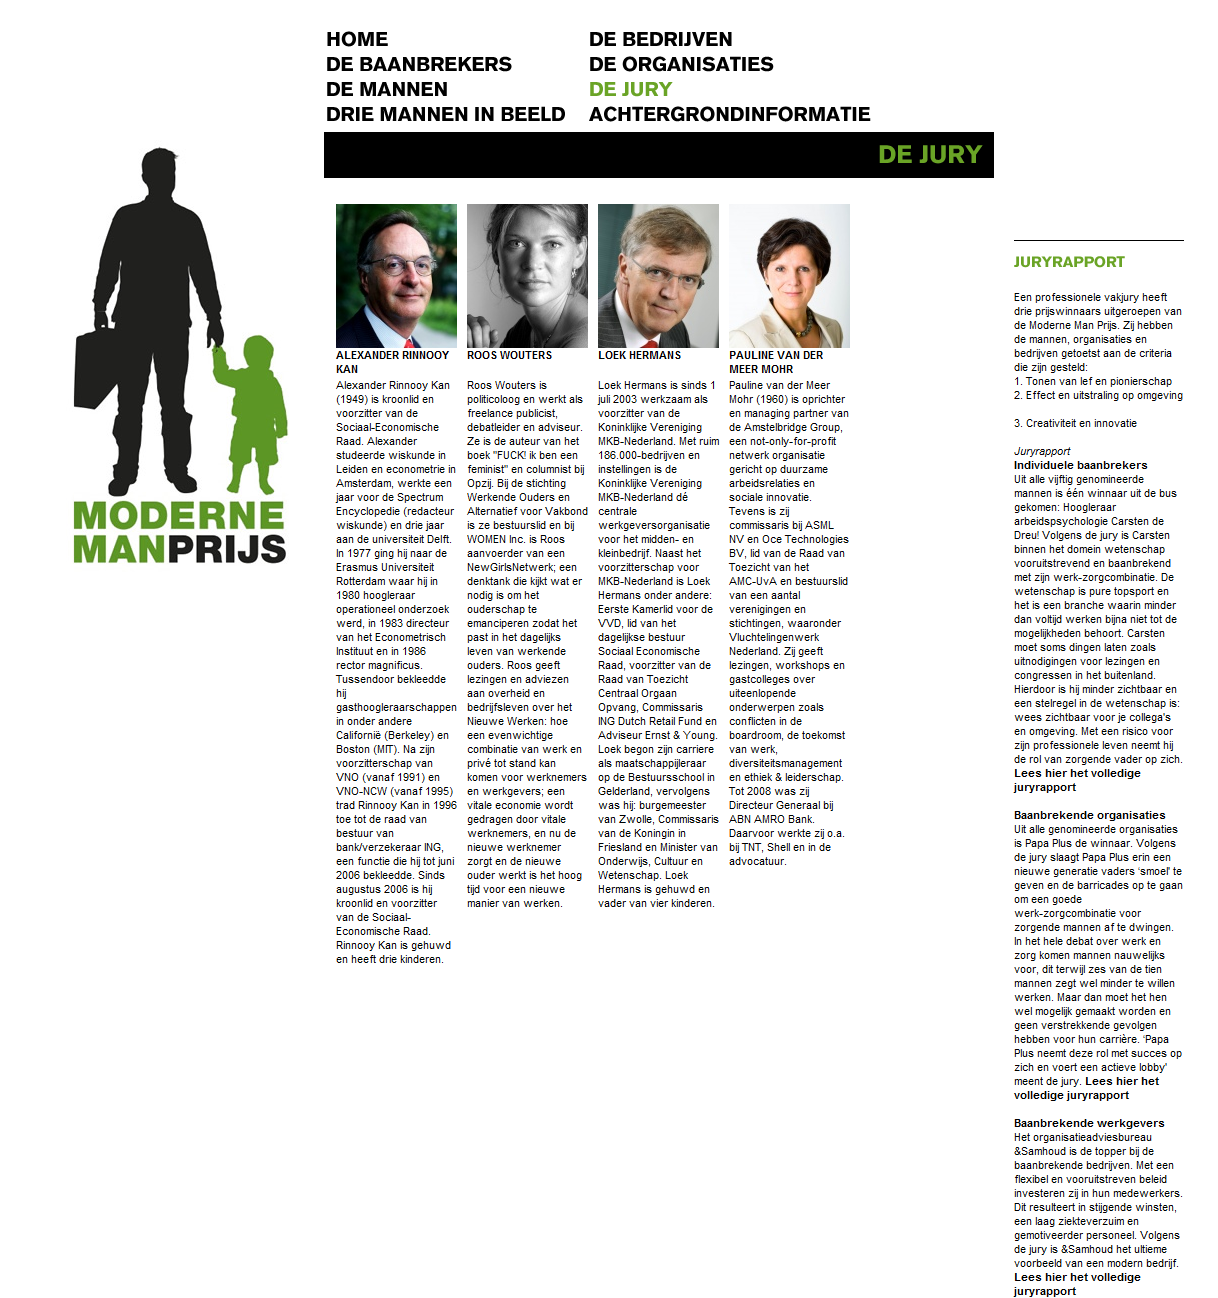 HOME
DE BAANBREKERS
DE MANNEN
DRIE MANNEN IN BEELD
DE BEDRIJVEN
DE ORGANISATIES
DE JURY
ACHTERGRONDINFORMATIE
DE JURY
MODERNE
MANPRIJS
ALEXANDER RINNOOY
KAN
Alexander Rinnooy Kan
(1949) is kroonlid en
voorzitter van de
Sociaal-Economische
Raad. Alexander
studeerde wiskunde in
Leiden en econometrie in
Amsterdam, werkte een
jaar voor de Spectrum
Encyclopedie (redacteur
wiskunde) en drie jaar
aan de universiteit Delft.
In 1977 ging hij naar de
Erasmus Universiteit
Rotterdam waar hij in
1980 hoogleraar
operationeel onderzoek
werd, in 1983 directeur
van het Econometrisch
Instituut en in 1986
rector magnificus.
Tussendoor bekleedde
hij
gasthoogleraarschappen
in onder andere
Californië (Berkeley) en
Boston (MIT). Na zijn
voorzitterschap van
VNO (vanaf 1991) en
VNO-NCW (vanaf 1995)
trad Rinnooy Kan in 1996
toe tot de raad van
bestuur van
bank/verzekeraar ING,
een functie die hij tot juni
2006 bekleedde. Sinds
augustus 2006 is hij
kroonlid en voorzitter
van de Sociaal-
Economische Raad.
Rinnooy Kan is gehuwd
en heeft drie kinderen.
ROOS WOUTERS
Roos Wouters is
politicoloog en werkt als
freelance publicist,
debatleider en adviseur.
Ze is de auteur van het
boek "FUCK! ik ben een
feminist" en columnist bij
Opzij. Bij de stichting
Werkende Ouders en
Alternatief voor Vakbond
is ze bestuurslid en bij
WOMEN Inc. is Roos
aanvoerder van een
NewGirlsNetwerk; een
denktank die kijkt wat er
nodig is om het
ouderschap te
emanciperen zodat het
past in het dagelijks
leven van werkende
ouders. Roos geeft
lezingen en adviezen
aan overheid en
bedrijfsleven over het
Nieuwe Werken: hoe
een evenwichtige
combinatie van werk en
privé tot stand kan
komen voor werknemers
en werkgevers; een
vitale economie wordt
gedragen door vitale
werknemers, en nu de
nieuwe werknemer
zorgt en de nieuwe
ouder werkt is het hoog
tijd voor een nieuwe
manier van werken.
LOEK HERMANS
Loek Hermans is sinds 1
juli 2003 werkzaam als
voorzitter van de
Koninklijke Vereniging
MKB-Nederland. Met ruim
186.000-bedrijven en
instellingen is de
Koninklijke Vereniging
MKB-Nederland dé
centrale
werkgeversorganisatie
voor het midden- en
kleinbedrijf. Naast het
voorzitterschap voor
MKB-Nederland is Loek
Hermans onder andere:
Eerste Kamerlid voor de
VVD, lid van het
dagelijkse bestuur
Sociaal Economische
Raad, voorzitter van de
Raad van Toezicht
Centraal Orgaan
Opvang, Commissaris
ING Dutch Retail Fund en
Adviseur Ernst & Young.
Loek begon zijn carriere
als maatschappijleraar
op de Bestuursschool in
Gelderland, vervolgens
was hij: burgemeester
van Zwolle, Commissaris
van de Koningin in
Friesland en Minister van
Onderwijs, Cultuur en
Wetenschap. Loek
Hermans is gehuwd en
vader van vier kinderen.
PAULINE VAN DER
MEER MOHR
Pauline van der Meer
Mohr (1960) is oprichter
en managing partner van
de Amstelbridge Group,
een not-only-for-profit
netwerk organisatie
gericht op duurzame
arbeidsrelaties en
sociale innovatie.
Tevens is zij
commissaris bij ASML
NV en Oce Technologies
BV, lid van de Raad van
Toezicht van het
AMC-UvA en bestuurslid
van een aantal
verenigingen en
stichtingen, waaronder
Vluchtelingenwerk
Nederland. Zij geeft
lezingen, workshops en
gastcolleges over
uiteenlopende
onderwerpen zoals
conflicten in de
boardroom, de toekomst
van werk,
diversiteitsmanagement
en ethiek & leiderschap.
Tot 2008 was zij
Directeur Generaal bij
ABN AMRO Bank.
Daarvoor werkte zij o.a.
bij TNT, Shell en in de
advocatuur.
JURYRAPPORT
Een professionele vakjury heeft
drie prijswinnaars uitgeroepen van
de Moderne Man Prijs. Zij hebben
de mannen, organisaties en
bedrijven getoetst aan de criteria
die zijn gesteld:
1. Tonen van lef en pionierschap
2. Effect en uitstraling op omgeving
3. Creativiteit en innovatie
Juryrapport
Individuele baanbrekers
Uit alle vijftig genomineerde
mannen is één winnaar uit de bus
gekomen: Hoogleraar
arbeidspsychologie Carsten de
Dreu! Volgens de jury is Carsten
binnen het domein wetenschap
vooruitstrevend en baanbrekend
met zijn werk-zorgcombinatie. De
wetenschap is pure topsport en
het is een branche waarin minder
dan voltijd werken bijna niet tot de
mogelijkheden behoort. Carsten
moet soms dingen laten zoals
uitnodigingen voor lezingen en
congressen in het buitenland.
Hierdoor is hij minder zichtbaar en
een stelregel in de wetenschap is:
wees zichtbaar voor je collega's
en omgeving. Met een risico voor
zijn professionele leven neemt hij
de rol van zorgende vader op zich.
Lees hier het volledige
juryrapport
Baanbrekende organisaties
Uit alle genomineerde organisaties
is Papa Plus de winnaar. Volgens
de jury slaagt Papa Plus erin een
nieuwe generatie vaders ‘smoel’ te
geven en de barricades op te gaan
om een goede
werk-zorgcombinatie voor
zorgende mannen af te dwingen.
In het hele debat over werk en
zorg komen mannen nauwelijks
voor, dit terwijl zes van de tien
mannen zegt wel minder te willen
werken. Maar dan moet het hen
wel mogelijk gemaakt worden en
geen verstrekkende gevolgen
hebben voor hun carrière. ‘Papa
Plus neemt deze rol met succes op
zich en voert een actieve lobby’
meent de jury. Lees hier het
volledige juryrapport
Baanbrekende werkgevers
Het organisatieadviesbureau
&Samhoud is de topper bij de
baanbrekende bedrijven. Met een
flexibel en vooruitstreven beleid
investeren zij in hun medewerkers.
Dit resulteert in stijgende winsten,
een laag ziekteverzuim en
gemotiveerder personeel. Volgens
de jury is &Samhoud het ultieme
voorbeeld van een modern bedrijf.
Lees hier het volledige
juryrapport